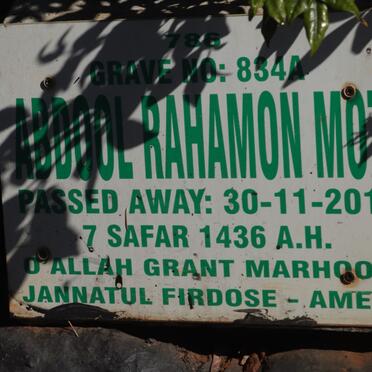 786
GRAVE NO: 834A
ABDOOL RAHAMON MOT
PASSED AWAY: 30-11-201
7 SAFAR 1436 A.H.
O ALLAH GRANT MARHOO
JANNATUL FIRDOSE - AME